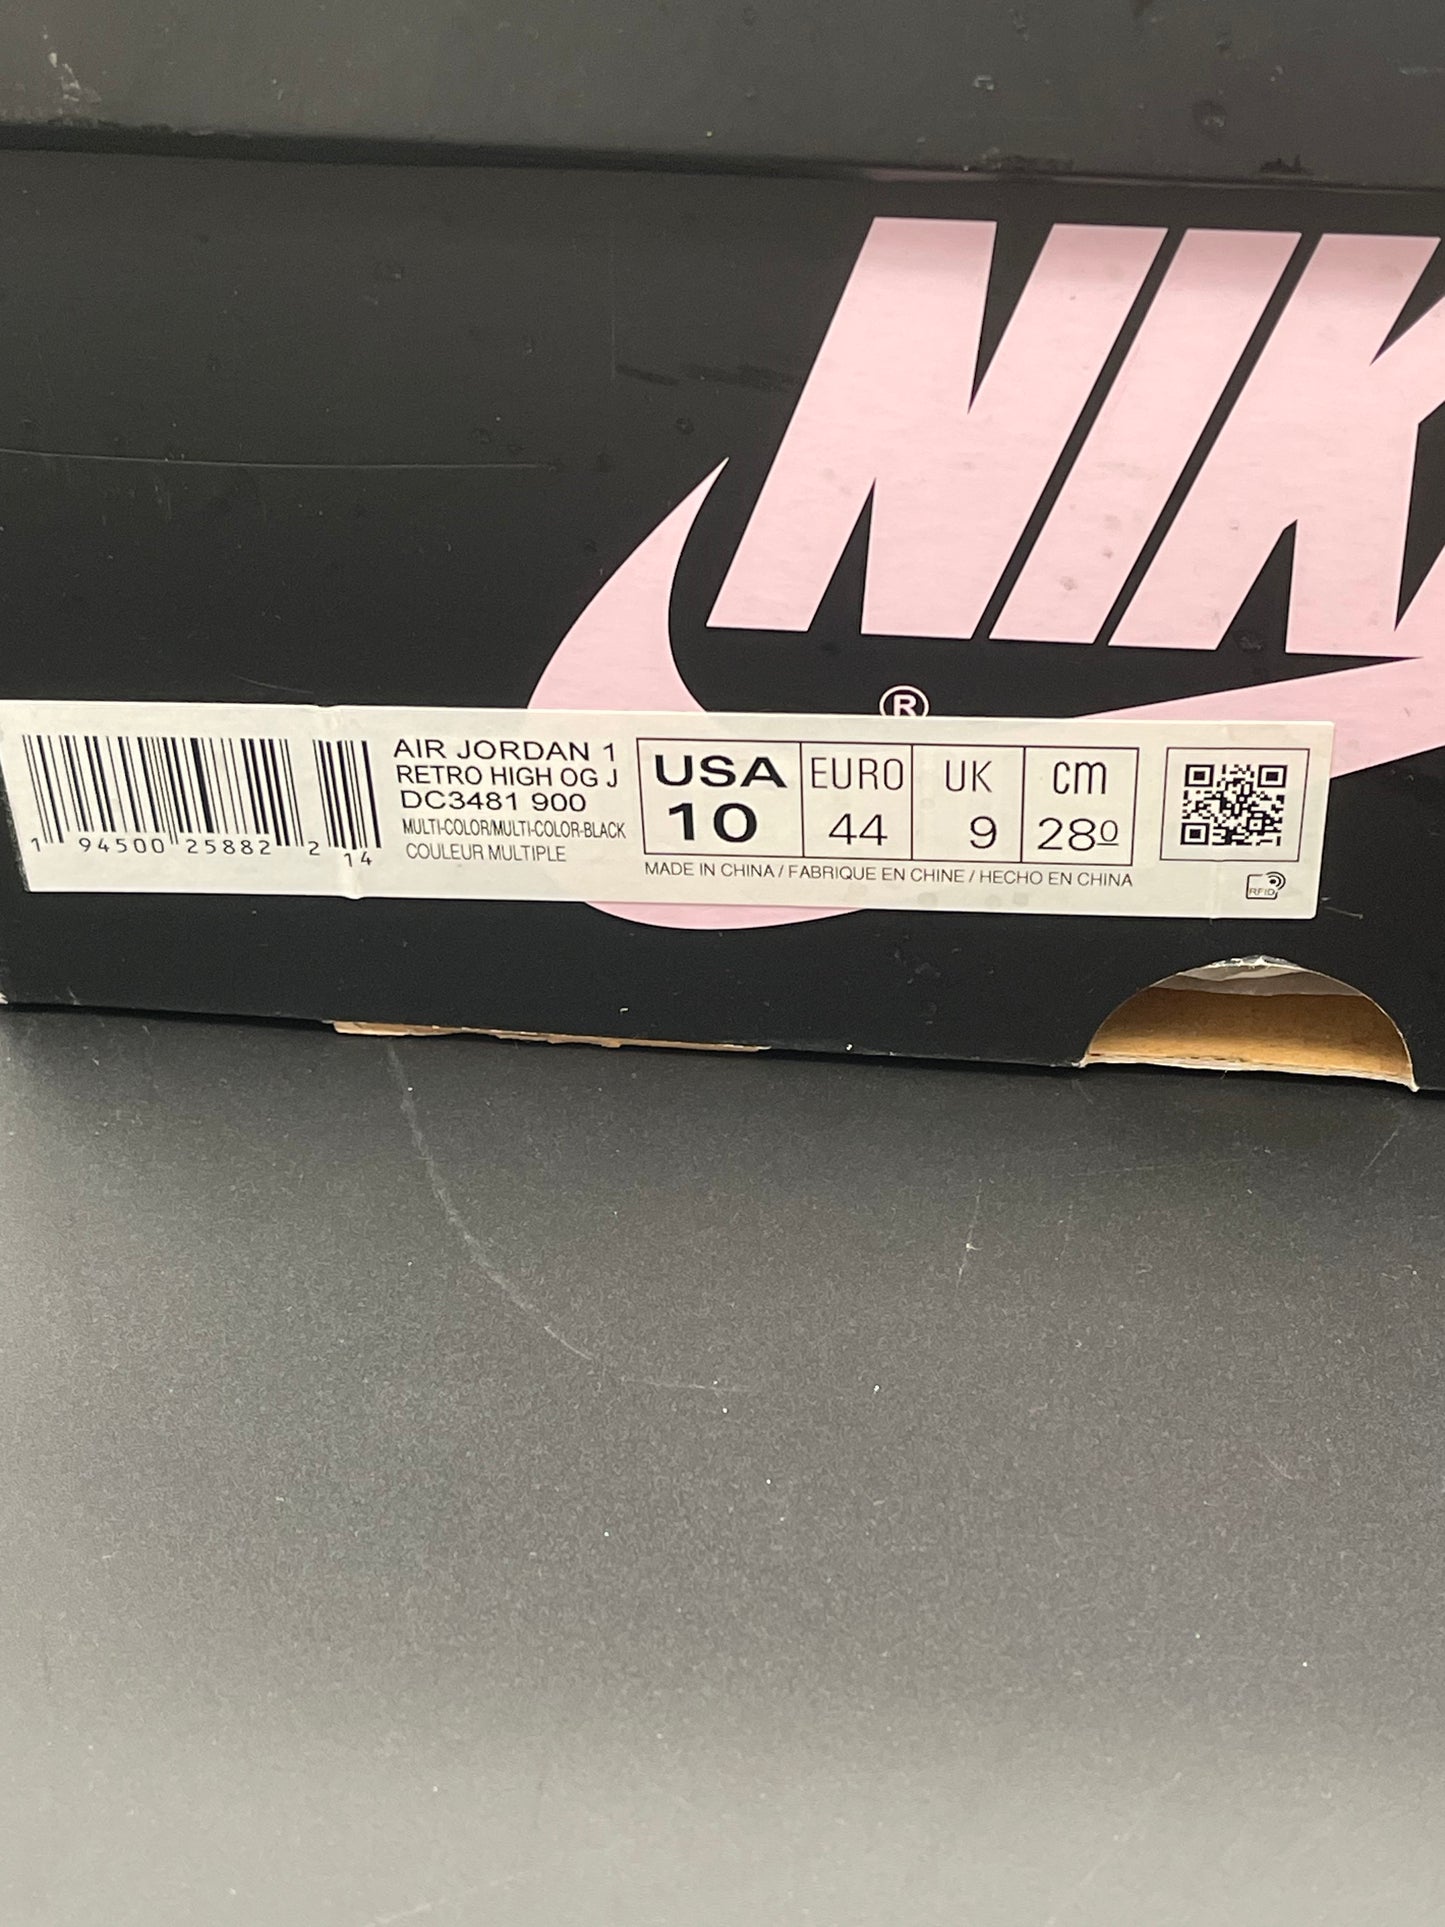 NIK
®
AIR JORDAN 1
RETRO HIGH OG J
DC3481 900
MULTI-COLOR/MULTI-COLOR-BLACK
COULEUR MULTIPLE
1 94500 25882 2 14
USA EURO UK cm
10 44 9 280
MADE IN CHINA / FABRIQUE EN CHINE / HECHO EN CHINA
RFID